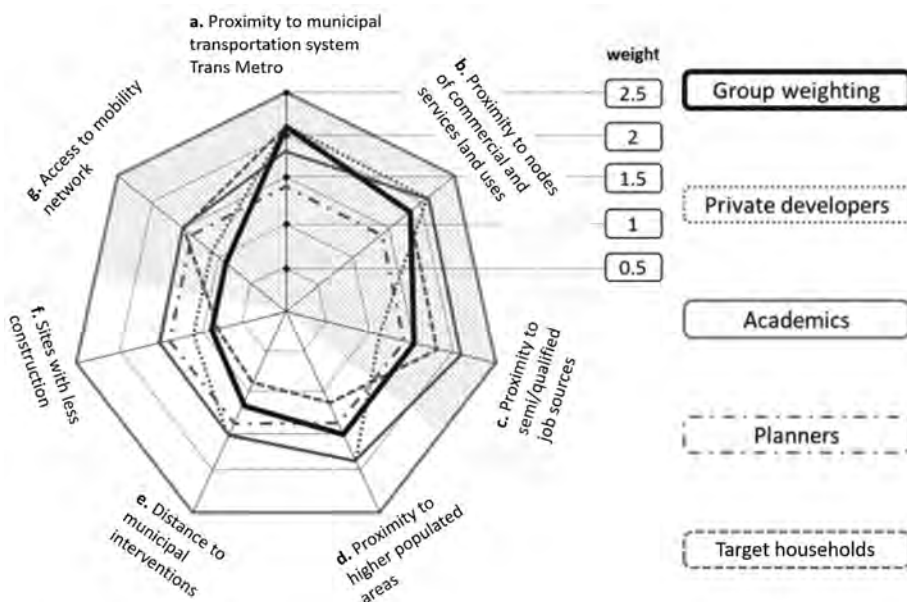 a. Proximity to municipal
transportation system
Trans Metro
b. Proximity to nodes
of commercial and
services land uses
c. Proximity to
semi/qualified
job sources
d. Proximity to
higher populated
areas
e. Distance to
municipal
interventions
f. Sites with less
construction
g. Access to mobility
network
weight
2.5
2
1.5
1
0.5
Group weighting
Private developers
Academics
Planners
Target households